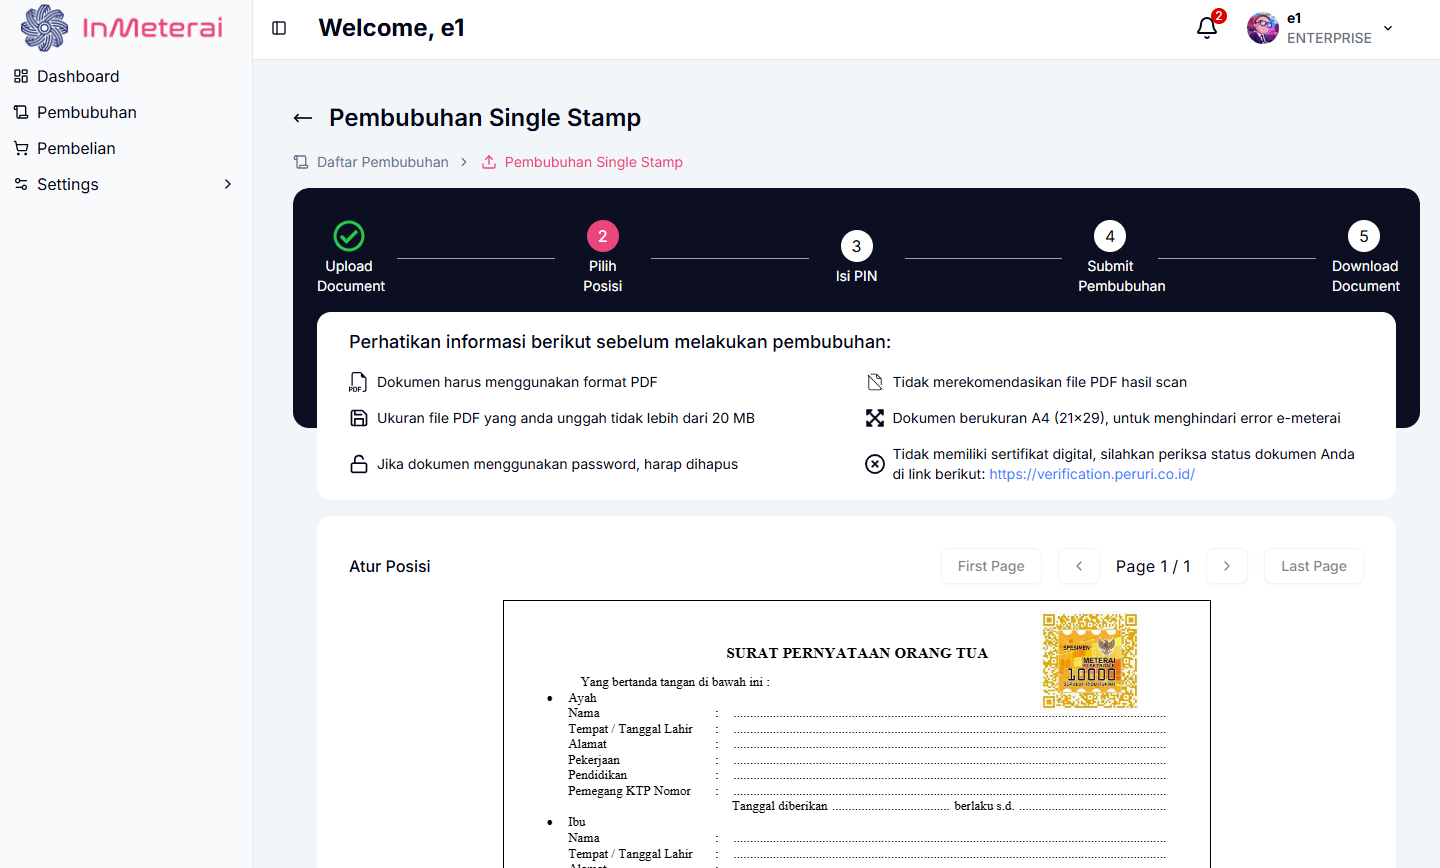 InMeterai
Welcome, e1
2
e1
ENTERPRISE
Dashboard
Pembubuhan
Pembelian
Settings
Pembubuhan Single Stamp
Daftar Pembubuhan
Pembubuhan Single Stamp
Upload
Document
2
Pilih
Posisi
3
Isi PIN
4
Submit
Pembubuhan
5
Download
Document
Perhatikan informasi berikut sebelum melakukan pembubuhan:
PDF
Dokumen harus menggunakan format PDF
Tidak merekomendasikan file PDF hasil scan
Ukuran file PDF yang anda unggah tidak lebih dari 20 MB
Dokumen berukuran A4 (21x29), untuk menghindari error e-meterai
Jika dokumen menggunakan password, harap dihapus
Tidak memiliki sertifikat digital, silahkan periksa status dokumen Anda
di link berikut: https://verification.peruri.co.id/
Atur Posisi
First Page
Page 1 / 1
Last Page
SURAT PERNYATAAN ORANG TUA
SPESIMEN
METERAI
ELEKTRONIK
10000
Yang bertanda tangan di bawah ini :
• Ayah
Nama : ................
Tempat / Tanggal Lahir : ................
Alamat : ................
Pekerjaan : ................
Pendidikan : ................
Pemegang KTP Nomor : ................
Tanggal diberikan ................ berlaku s.d. ................
• Ibu
Nama : ................
Tempat / Tanggal Lahir : ................
Alamat :